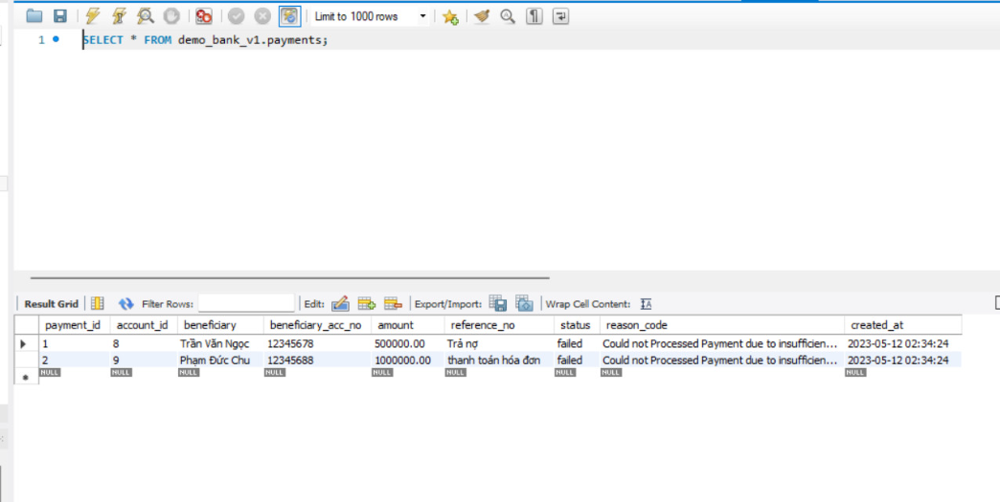 Limit to 1000 rows
1 SELECT * FROM demo_bank_v1.payments;
Result Grid Filter Rows: Edit: Export/Import: Wrap Cell Content:
payment_id account_id beneficiary beneficiary_acc_no amount reference_no status reason_code created_at
1 8 Trần Văn Ngọc 12345678 500000.00 Trả nợ failed Could not Processed Payment due to insufficien... 2023-05-12 02:34:24
2 9 Phạm Đức Chu 12345688 1000000.00 thanh toán hóa đơn failed Could not Processed Payment due to insufficien... 2023-05-12 02:34:24
NULL NULL NULL NULL NULL NULL NULL NULL NULL